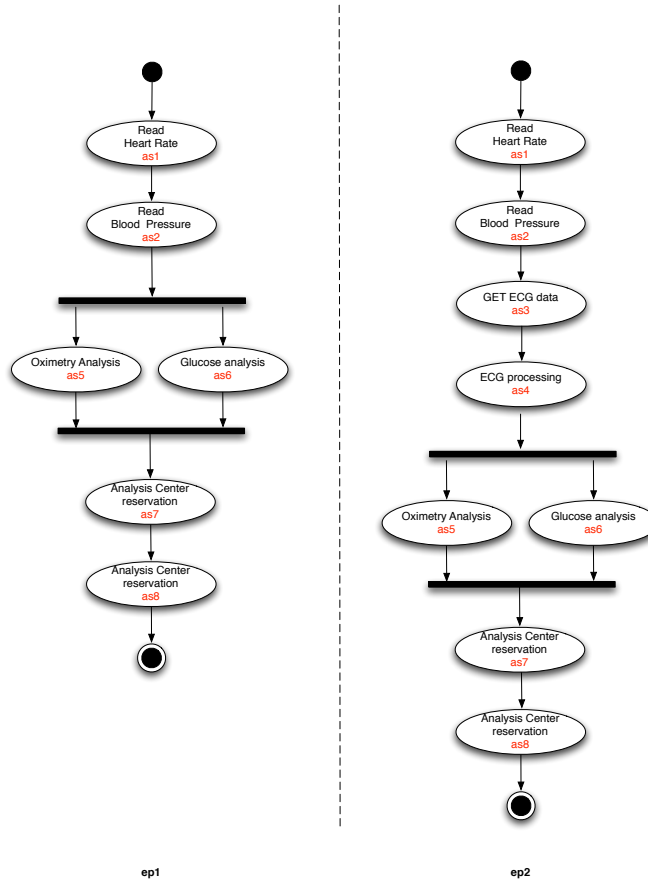 Read
Heart Rate
as1
Read
Blood Pressure
as2
Oximetry Analysis
as5
Glucose analysis
as6
Analysis Center
reservation
as7
Analysis Center
reservation
as8
ep1
Read
Heart Rate
as1
Read
Blood Pressure
as2
GET ECG data
as3
ECG processing
as4
Oximetry Analysis
as5
Glucose analysis
as6
Analysis Center
reservation
as7
Analysis Center
reservation
as8
ep2